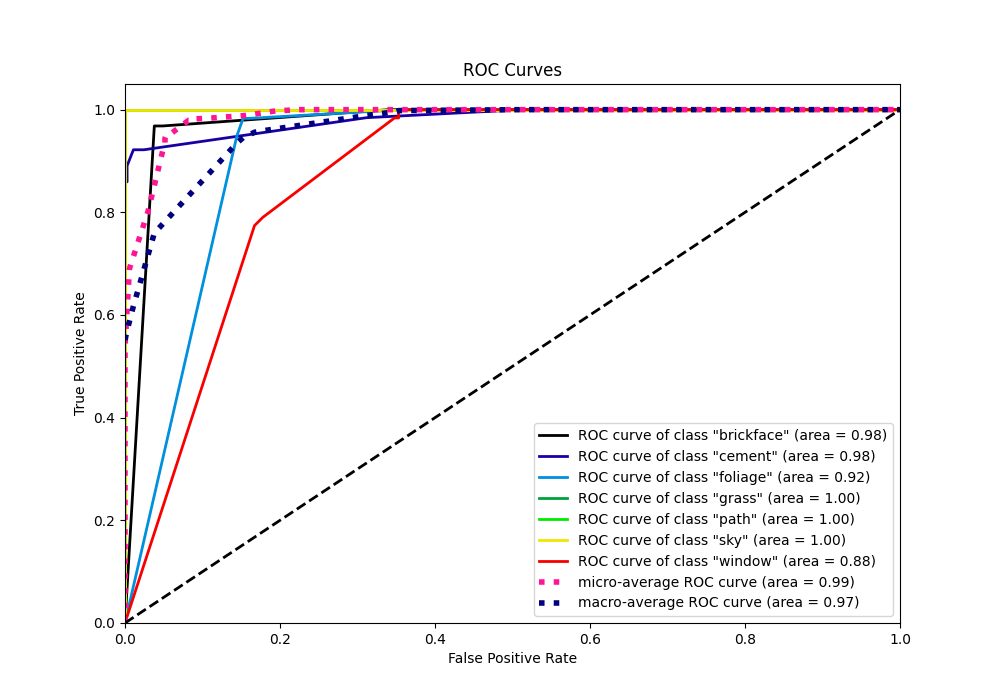 ROC Curves
True Positive Rate
1.0
0.8
0.6
0.4
0.2
0.0
0.0 0.2 0.4 0.6 0.8 1.0
False Positive Rate
ROC curve of class "brickface" (area = 0.98)
ROC curve of class "cement" (area = 0.98)
ROC curve of class "foliage" (area = 0.92)
ROC curve of class "grass" (area = 1.00)
ROC curve of class "path" (area = 1.00)
ROC curve of class "sky" (area = 1.00)
ROC curve of class "window" (area = 0.88)
micro-average ROC curve (area = 0.99)
macro-average ROC curve (area = 0.97)